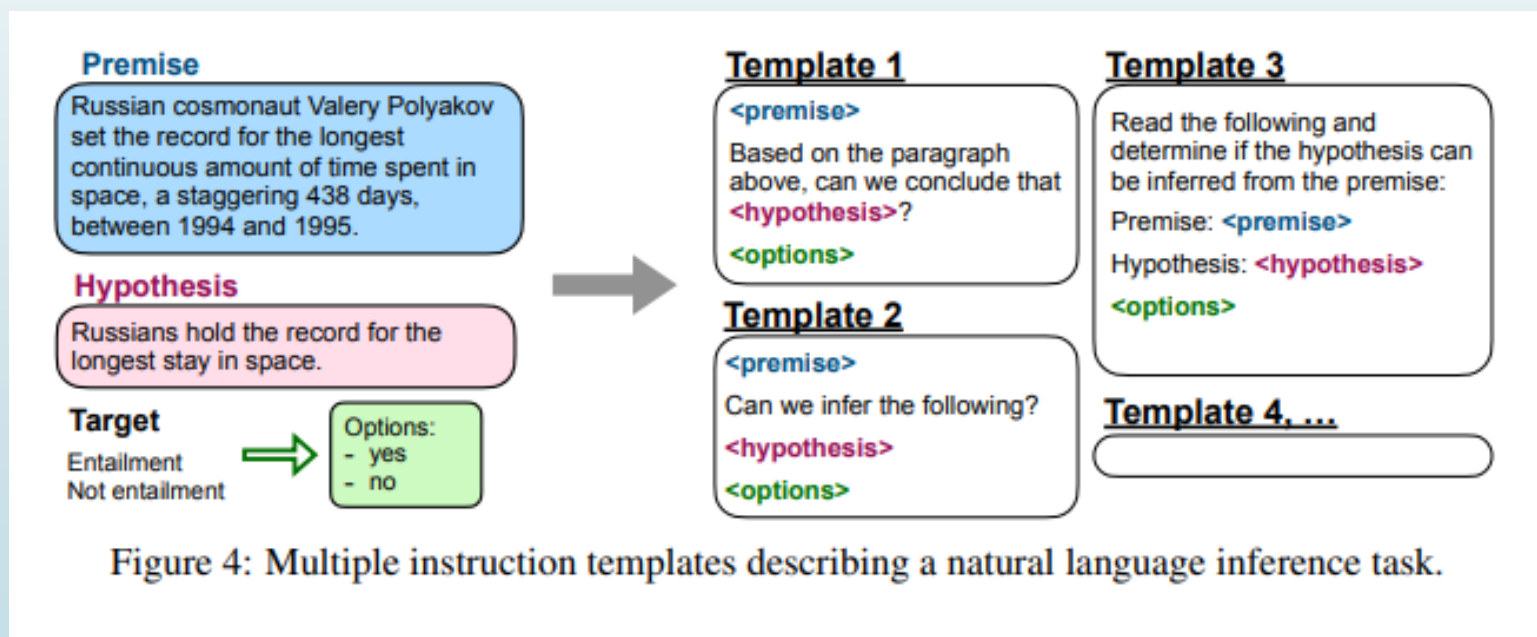 Premise
Russian cosmonaut Valery Polyakov
set the record for the longest
continuous amount of time spent in
space, a staggering 438 days,
between 1994 and 1995.
Hypothesis
Russians hold the record for the
longest stay in space.
Target
Entailment
Not entailment
Options:
- yes
- no
Template 1
<premise>
Based on the paragraph
above, can we conclude that
<hypothesis>?
<options>
Template 2
<premise>
Can we infer the following?
<hypothesis>
<options>
Template 3
Read the following and
determine if the hypothesis can
be inferred from the premise:
Premise: <premise>
Hypothesis: <hypothesis>
<options>
Template 4, ...
Figure 4: Multiple instruction templates describing a natural language inference task.